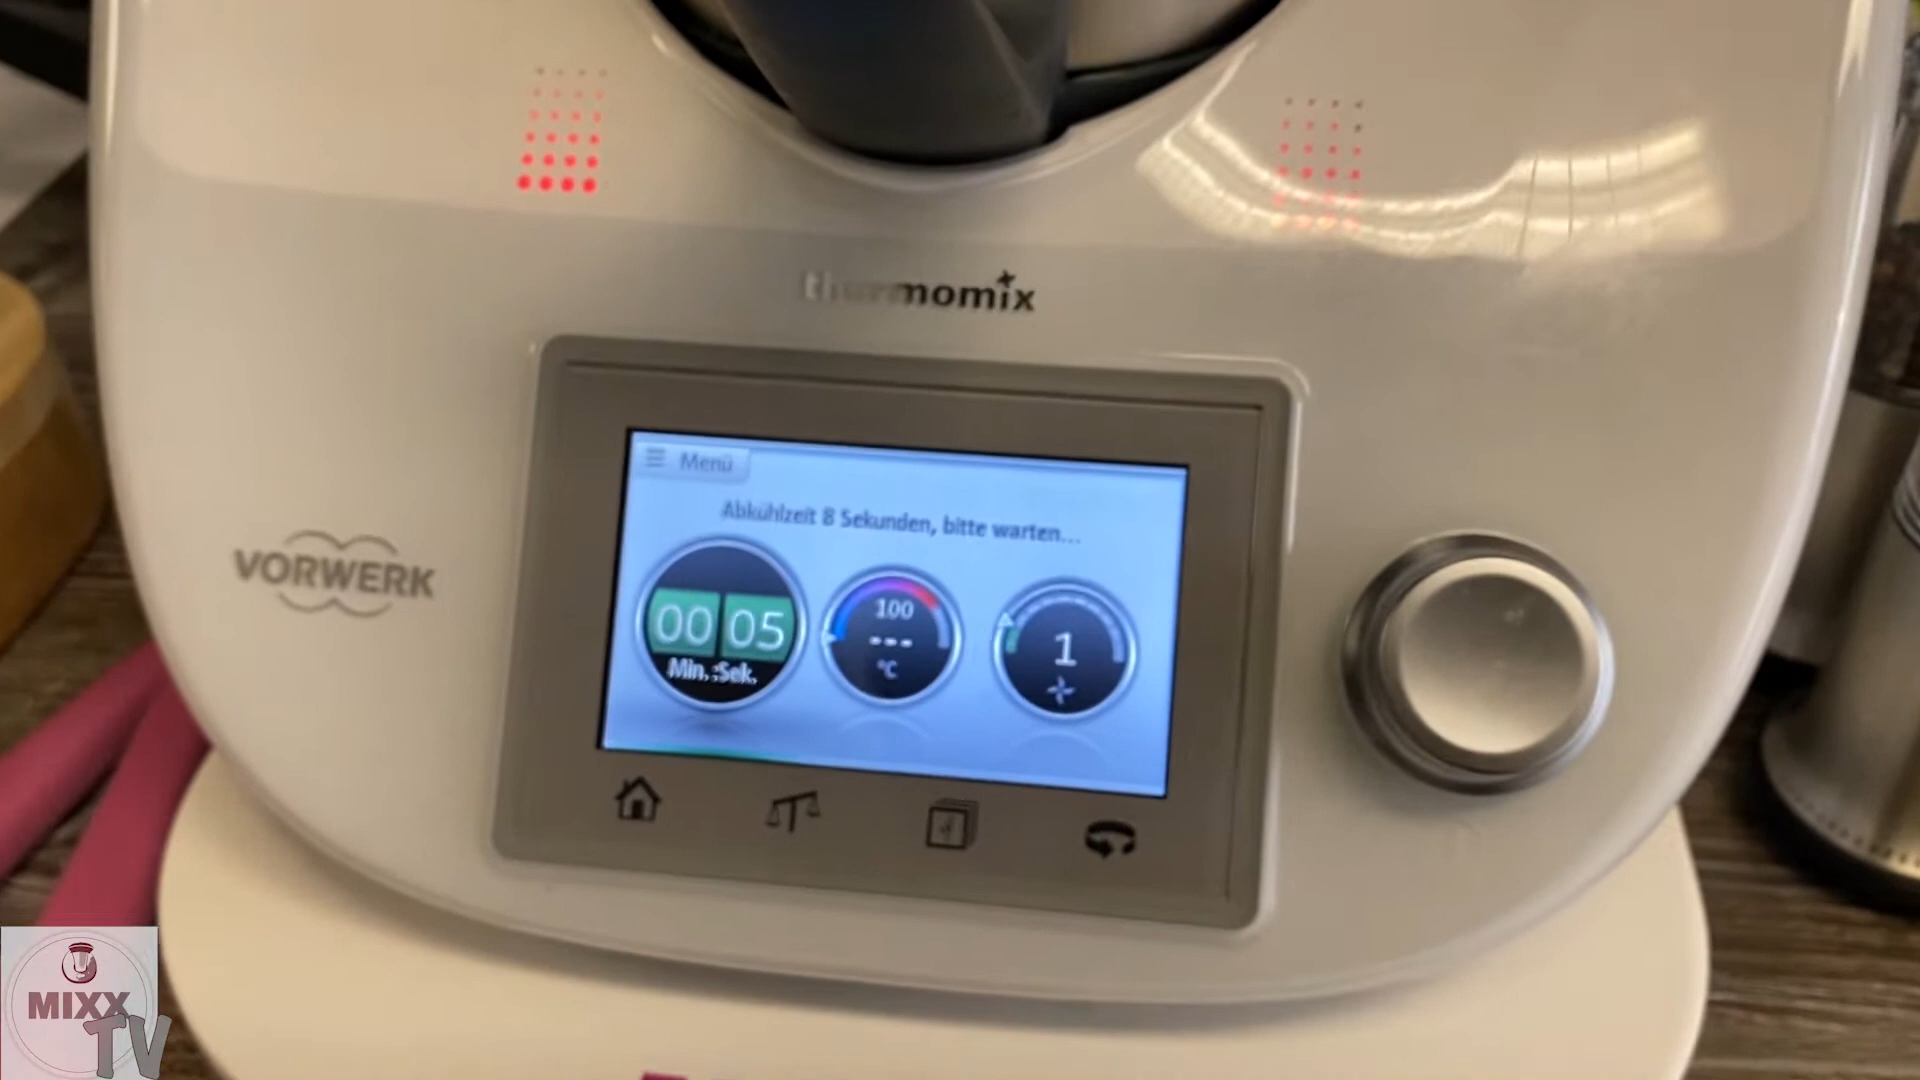 thermomix
Menü
Abkühlzeit 8 Sekunden, bitte warten...
00 05
Min.:Sek.
100
---
°C
1
VORWERK
MIXX
TV